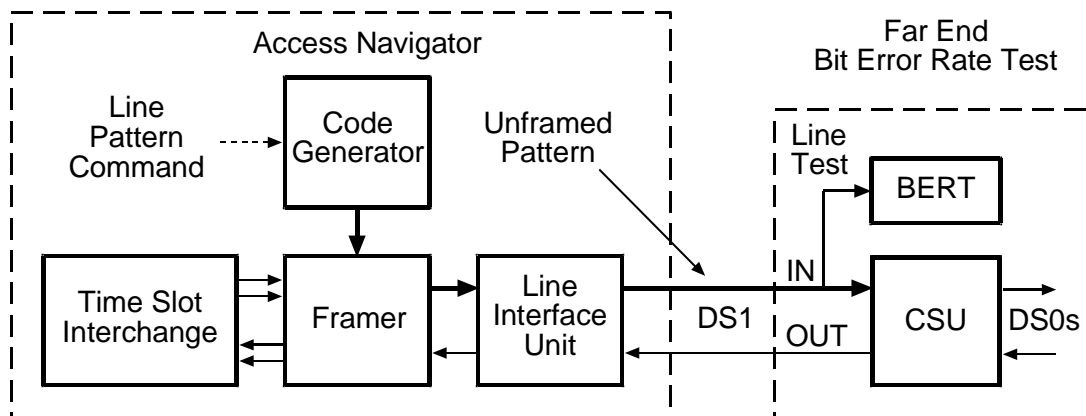 Access Navigator
Far End
Bit Error Rate Test
Line
Pattern
Command
Code
Generator
Unframed
Pattern
Line
Test
BERT
Time Slot
Interchange
Framer
Line
Interface
Unit
DS1
IN
OUT
CSU
DS0s